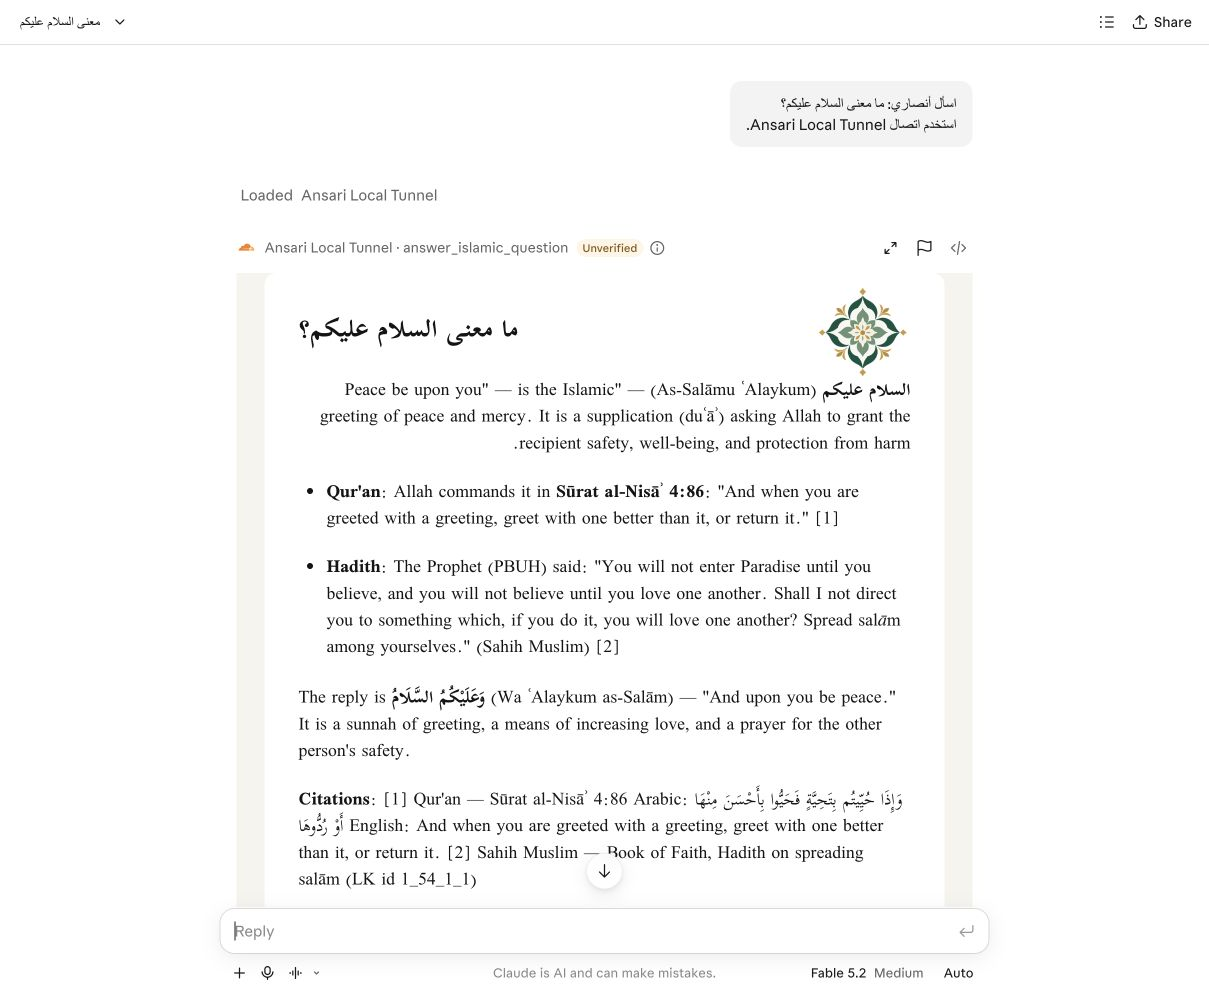 معنى السلام عليكم
Share
اسأل أنصاري: ما معنى السلام عليكم؟
استخدم اتصال Ansari Local Tunnel.
Loaded Ansari Local Tunnel
Ansari Local Tunnel · answer_islamic_question Unverified
ما معنى السلام عليكم؟
السلام عليكم (As-Salāmu ʿAlaykum) — "Peace be upon you" — is the Islamic
greeting of peace and mercy. It is a supplication (duʿāʾ) asking Allah to grant the
recipient safety, well-being, and protection from harm.
• Qur'an: Allah commands it in Sūrat al-Nisāʾ 4:86: "And when you are
greeted with a greeting, greet with one better than it, or return it." [1]
• Hadith: The Prophet (PBUH) said: "You will not enter Paradise until you
believe, and you will not believe until you love one another. Shall I not direct
you to something which, if you do it, you will love one another? Spread salām
among yourselves." (Sahih Muslim) [2]
The reply is وَعَلَيْكُمُ السَّلَامُ (Wa ʿAlaykum as-Salām) — "And upon you be peace."
It is a sunnah of greeting, a means of increasing love, and a prayer for the other
person's safety.
Citations: [1] Qur'an — Sūrat al-Nisāʾ 4:86 Arabic: وَإِذَا حُيِّيتُم بِتَحِيَّةٍ فَحَيُّوا بِأَحْسَنَ مِنْهَا
أَوْ رُدُّوهَا English: And when you are greeted with a greeting, greet with one better
than it, or return it. [2] Sahih Muslim — Book of Faith, Hadith on spreading
salām (LK id 1_54_1_1)
Reply
Claude is AI and can make mistakes.
Fable 5.2 Medium Auto